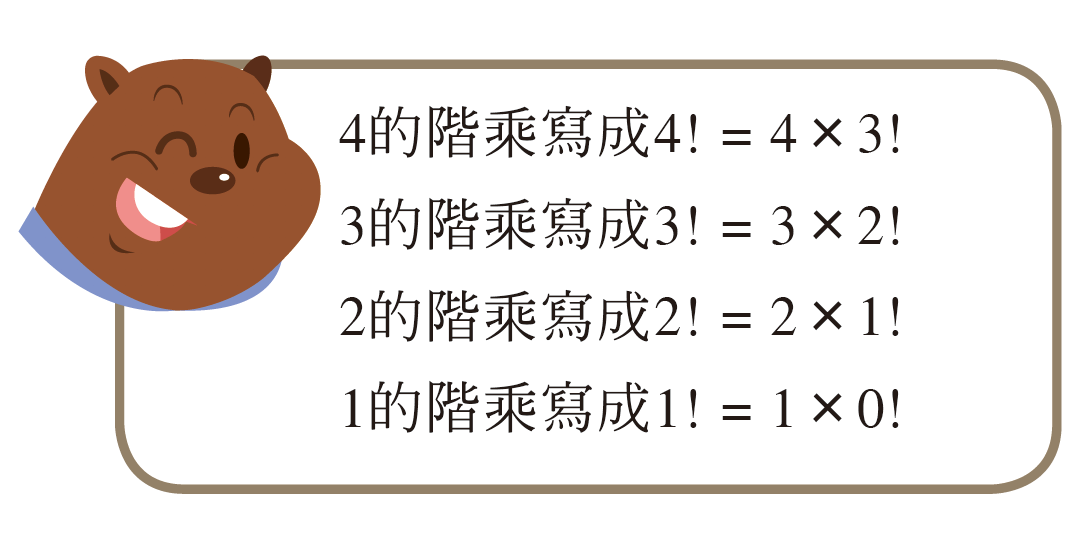 4的階乘寫成4! = 4 × 3!
3的階乘寫成3! = 3 × 2!
2的階乘寫成2! = 2 × 1!
1的階乘寫成1! = 1 × 0!